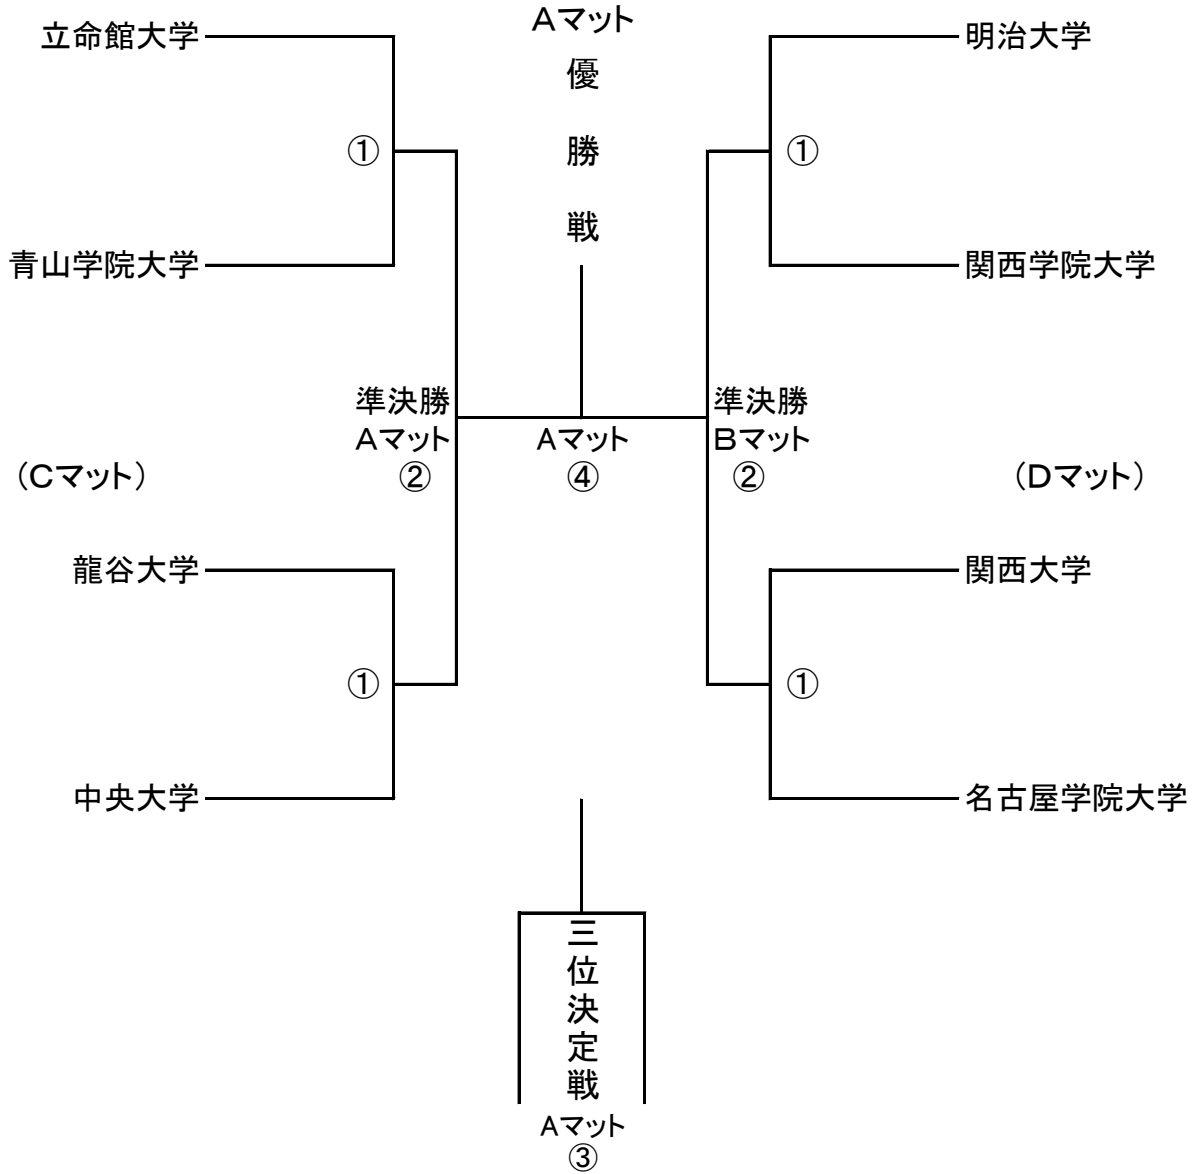 Aマット
優勝戦
立命館大学
明治大学
①
①
青山学院大学
関西学院大学
準決勝
Aマット
②
Aマット
④
準決勝
Bマット
②
（Cマット）
（Dマット）
龍谷大学
関西大学
①
①
中央大学
名古屋学院大学
三位決定戦
Aマット
③